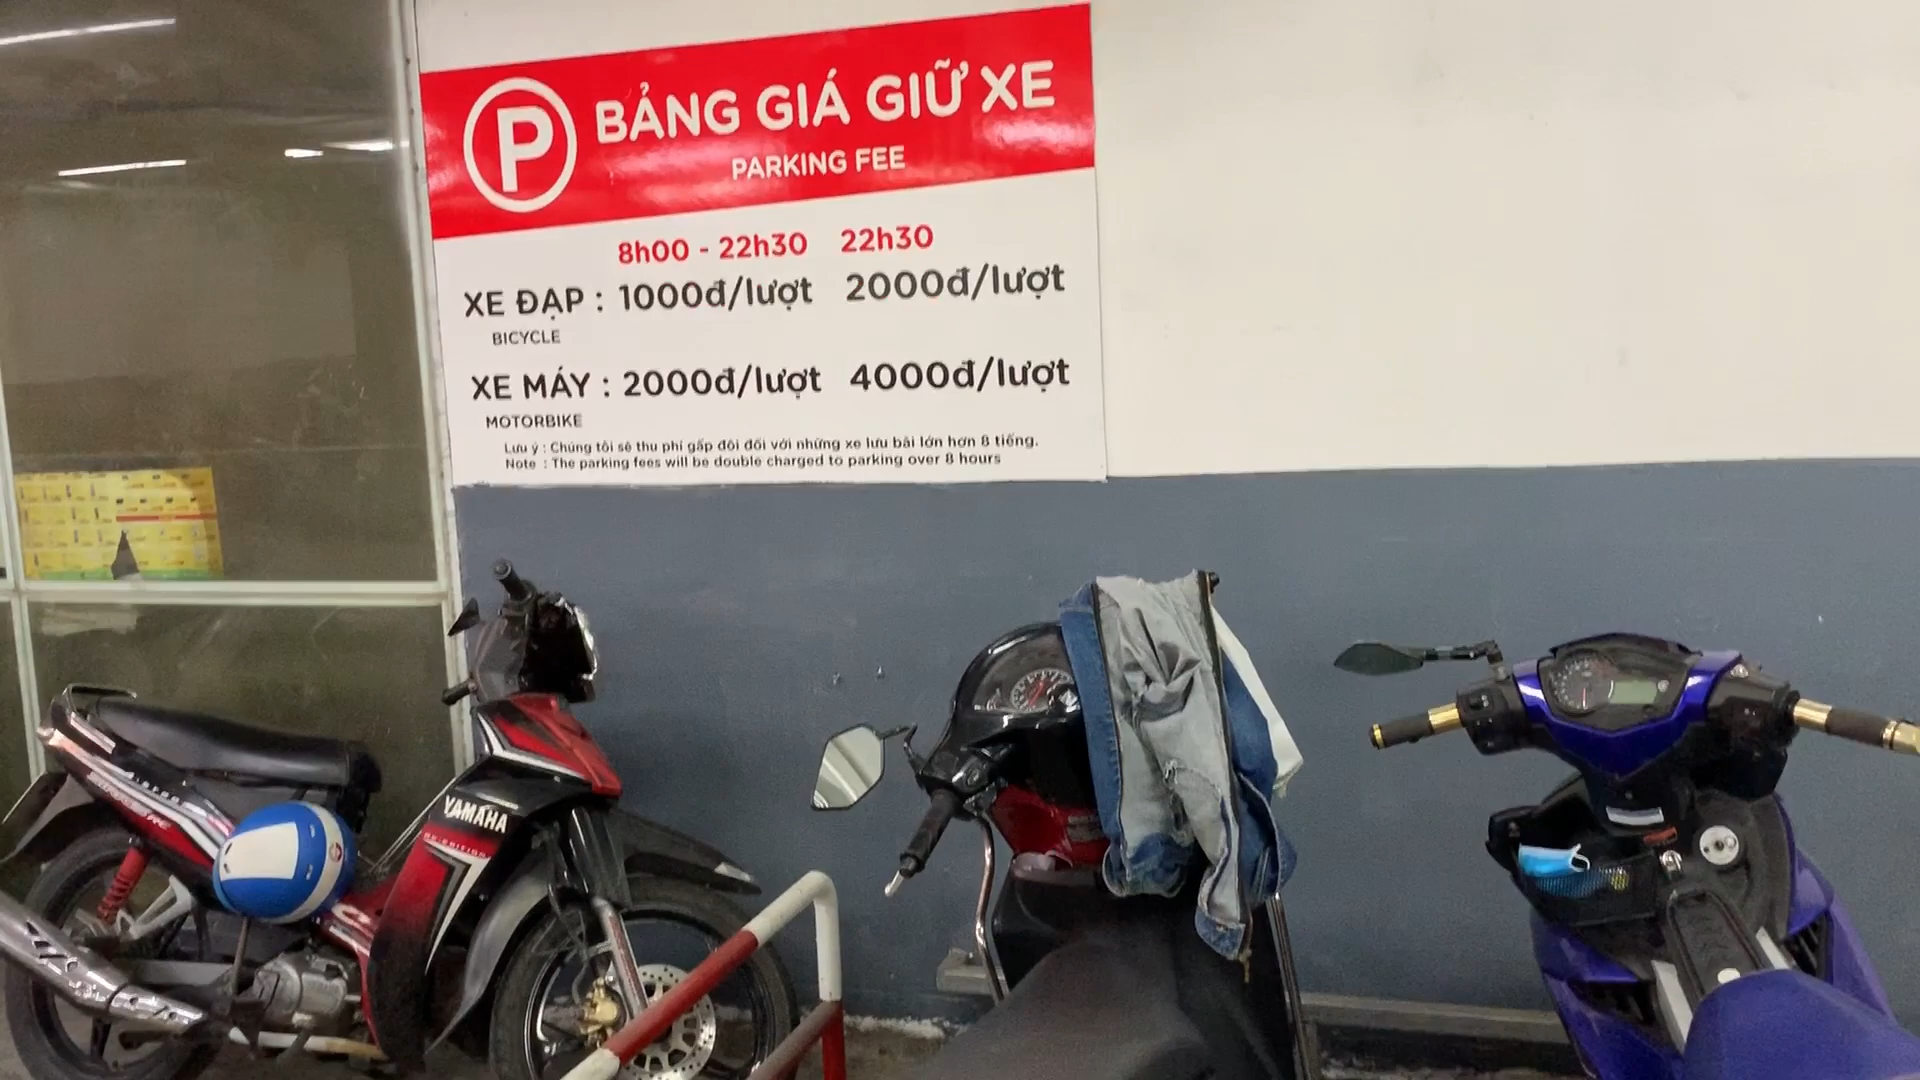 P BẢNG GIÁ GIỮ XE
PARKING FEE
8h00 - 22h30 22h30
XE ĐẠP : 1000đ/lượt 2000đ/lượt
BICYCLE
XE MÁY : 2000đ/lượt 4000đ/lượt
MOTORBIKE
Lưu ý : Chúng tôi sẽ thu phí gấp đôi đối với những xe lưu bãi lớn hơn 8 tiếng.
Note : The parking fees will be double charged to parking over 8 hours
YAMAHA